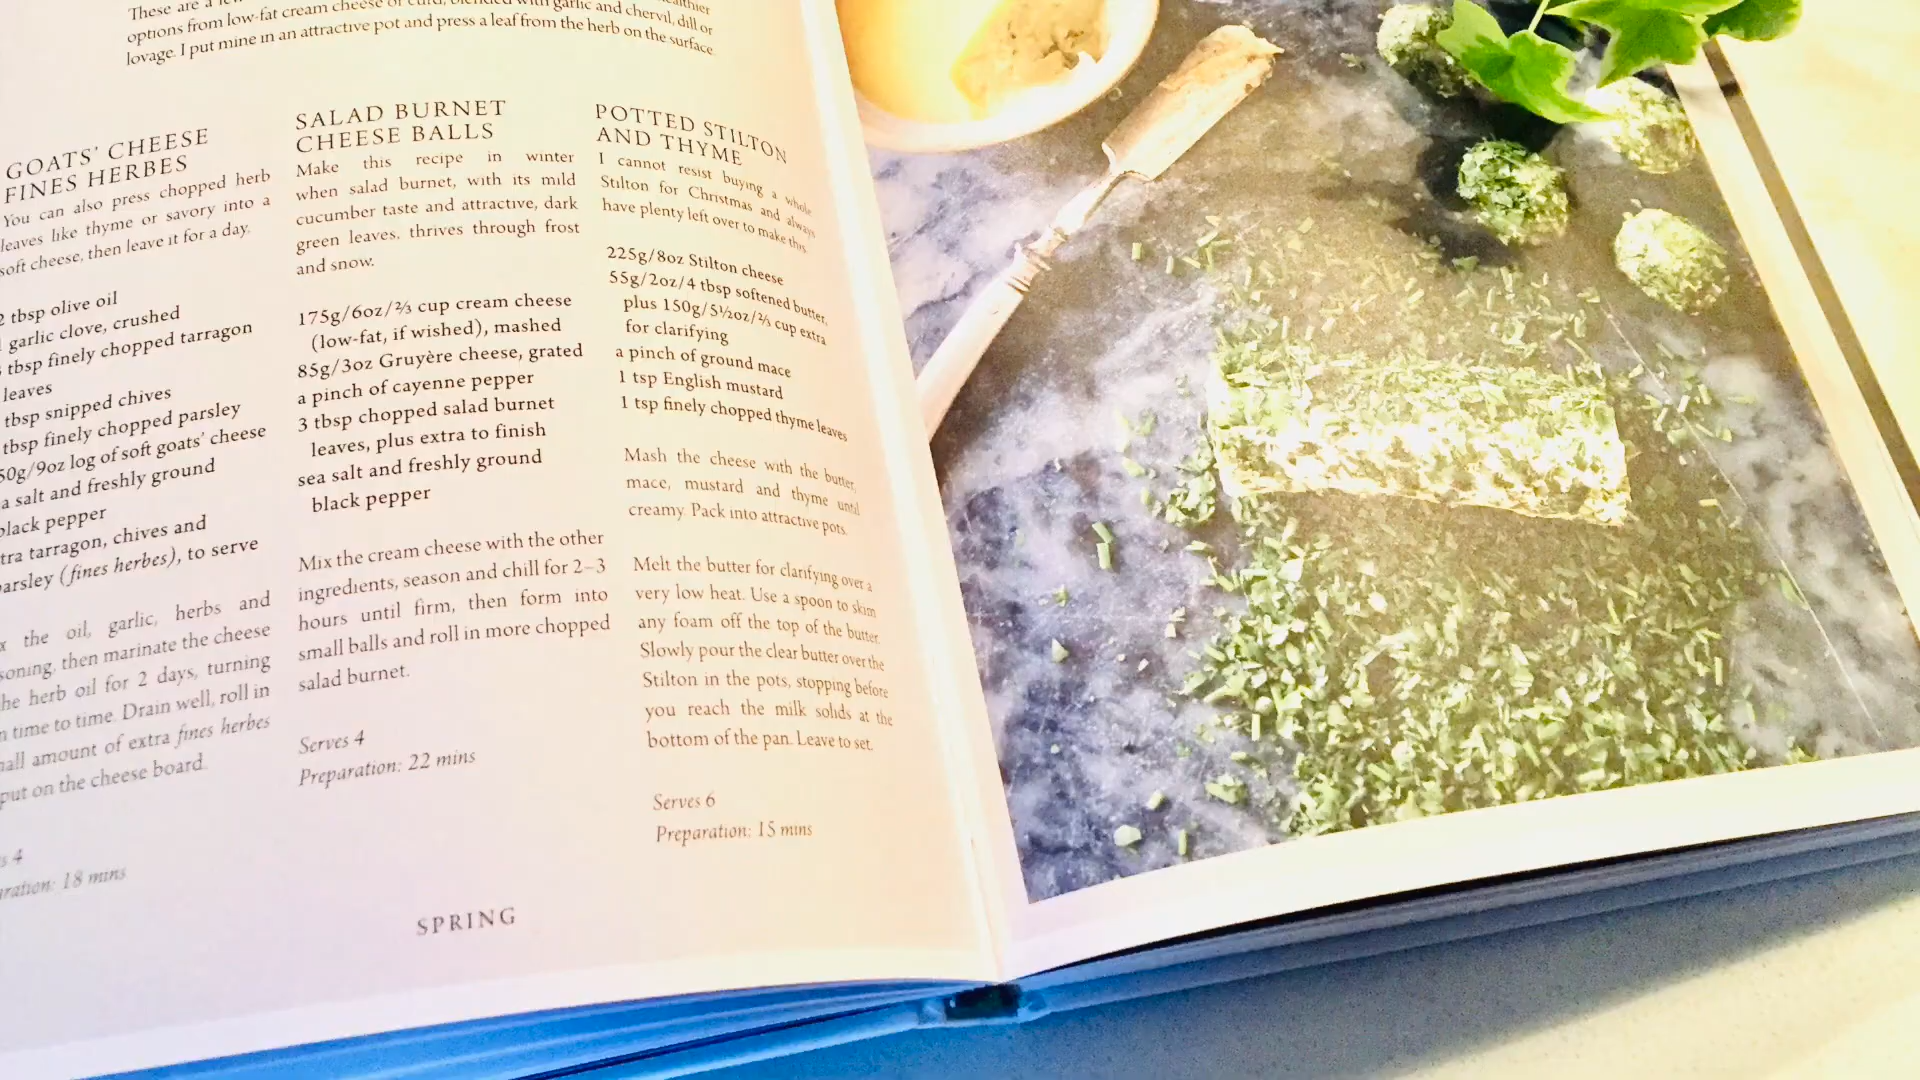 These are a
options from low-fat cream cheese or curd, blended with garlic and chervil, dill or
lovage. I put mine in an attractive pot and press a leaf from the herb on the surface.
GOATS' CHEESE
FINES HERBES
You can also press chopped herb
leaves like thyme or savory into a
soft cheese, then leave it for a day.
2 tbsp olive oil
garlic clove, crushed
tbsp finely chopped tarragon
leaves
tbsp snipped chives
tbsp finely chopped parsley
50g/9oz log of soft goats' cheese
salt and freshly ground
black pepper
tarragon, chives and
parsley (fines herbes), to serve
the oil, garlic, herbs and
then marinate the cheese
herb oil for 2 days, turning
time to time. Drain well, roll in
amount of extra fines herbes
put on the cheese board.
4
18 mins
SALAD BURNET
CHEESE BALLS
Make this recipe in winter
when salad burnet, with its mild
cucumber taste and attractive, dark
green leaves, thrives through frost
and snow.
175g/6oz/⅔ cup cream cheese
(low-fat, if wished), mashed
85g/3oz Gruyère cheese, grated
a pinch of cayenne pepper
3 tbsp chopped salad burnet
leaves, plus extra to finish
sea salt and freshly ground
black pepper
Mix the cream cheese with the other
ingredients, season and chill for 2–3
hours until firm, then form into
small balls and roll in more chopped
salad burnet.
Serves 4
Preparation: 22 mins
POTTED STILTON
AND THYME
I cannot resist buying a whole
Stilton for Christmas and always
have plenty left over to make this.
225g/8oz Stilton cheese
55g/2oz/4 tbsp softened butter,
plus 150g/5½oz/⅔ cup extra
for clarifying
a pinch of ground mace
1 tsp English mustard
1 tsp finely chopped thyme leaves
Mash the cheese with the butter,
mace, mustard and thyme until
creamy. Pack into attractive pots.
Melt the butter for clarifying over a
very low heat. Use a spoon to skim
any foam off the top of the butter.
Slowly pour the clear butter over the
Stilton in the pots, stopping before
you reach the milk solids at the
bottom of the pan. Leave to set.
Serves 6
Preparation: 15 mins
SPRING